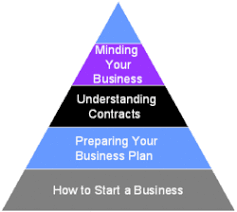 Minding
Your
Business
Understanding
Contracts
Preparing Your
Business Plan
How to Start a Business